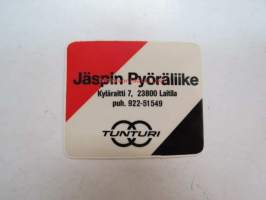 Jäspin Pyöräliike
Kyläraitti 7, 23800 Laitila
puh. 922-51549
TUNTURI